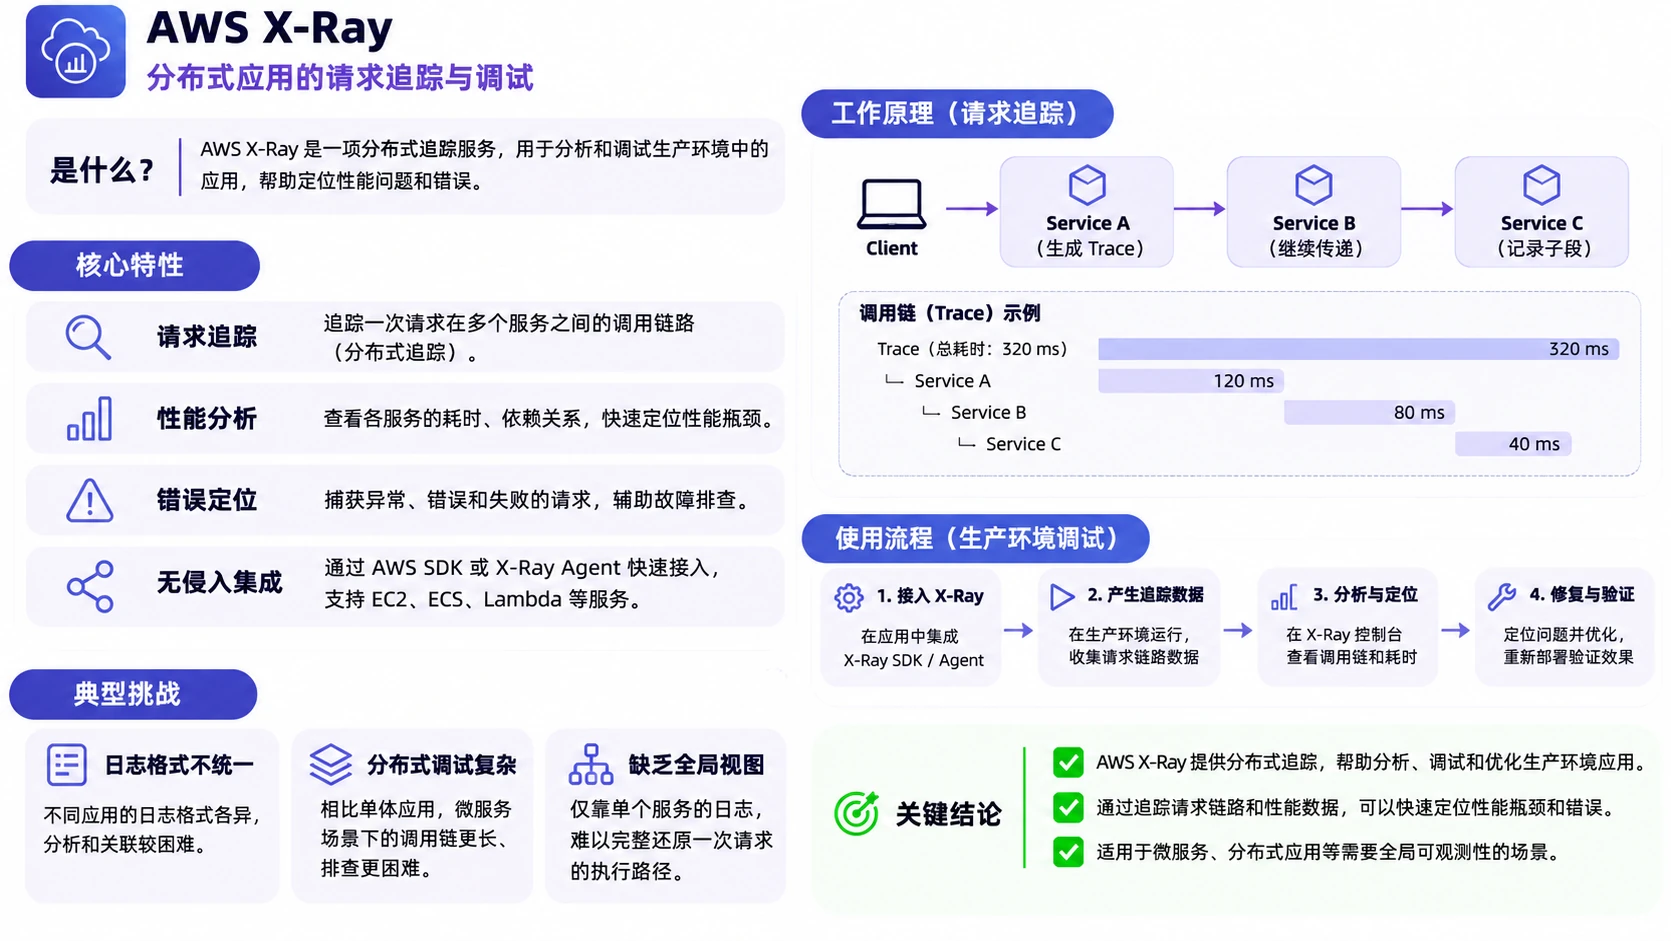 AWS X-Ray
分布式应用的请求追踪与调试
是什么?
AWS X-Ray 是一项分布式追踪服务，用于分析和调试生产环境中的
应用，帮助定位性能问题和错误。
核心特性
请求追踪
追踪一次请求在多个服务之间的调用链路
（分布式追踪）。
性能分析
查看各服务的耗时、依赖关系，快速定位性能瓶颈。
错误定位
捕获异常、错误和失败的请求，辅助故障排查。
无侵入集成
通过 AWS SDK 或 X-Ray Agent 快速接入，
支持 EC2、ECS、Lambda 等服务。
典型挑战
日志格式不统一
不同应用的日志格式各异，
分析和关联较困难。
分布式调试复杂
相比单体应用，微服务
场景下的调用链更长、
排查更困难。
缺乏全局视图
仅靠单个服务的日志，
难以完整还原一次请求
的执行路径。
工作原理（请求追踪）
Client
Service A
（生成 Trace）
Service B
（继续传递）
Service C
（记录子段）
调用链（Trace）示例
Trace（总耗时：320 ms） 320 ms
Service A 120 ms
Service B 80 ms
Service C 40 ms
使用流程（生产环境调试）
1. 接入 X-Ray
在应用中集成
X-Ray SDK / Agent
2. 产生追踪数据
在生产环境运行，
收集请求链路数据
3. 分析与定位
在 X-Ray 控制台
查看调用链和耗时
4. 修复与验证
定位问题并优化，
重新部署验证效果
关键结论
AWS X-Ray 提供分布式追踪，帮助分析、调试和优化生产环境应用。
通过追踪请求链路和性能数据，可以快速定位性能瓶颈和错误。
适用于微服务、分布式应用等需要全局可观测性的场景。